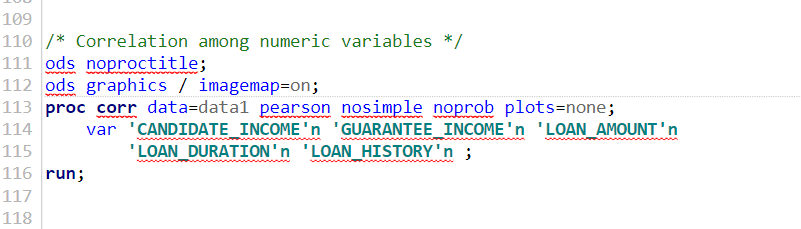 109
110 /* Correlation among numeric variables */
111 ods noproctitle;
112 ods graphics / imagemap=on;
113 proc corr data=data1 pearson nosimple noprob plots=none;
114 var 'CANDIDATE_INCOME'n 'GUARANTEE_INCOME'n 'LOAN_AMOUNT'n
115 'LOAN_DURATION'n 'LOAN_HISTORY'n ;
116 run;
117
118